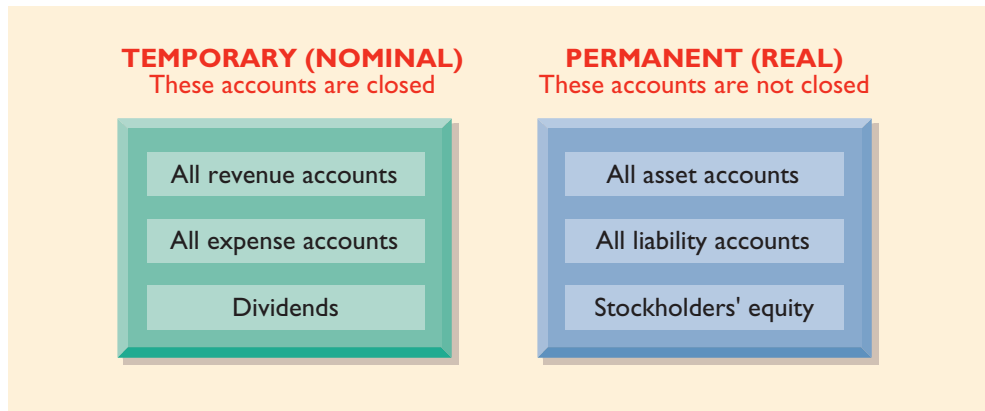 TEMPORARY (NOMINAL)
These accounts are closed
All revenue accounts
All expense accounts
Dividends
PERMANENT (REAL)
These accounts are not closed
All asset accounts
All liability accounts
Stockholders' equity